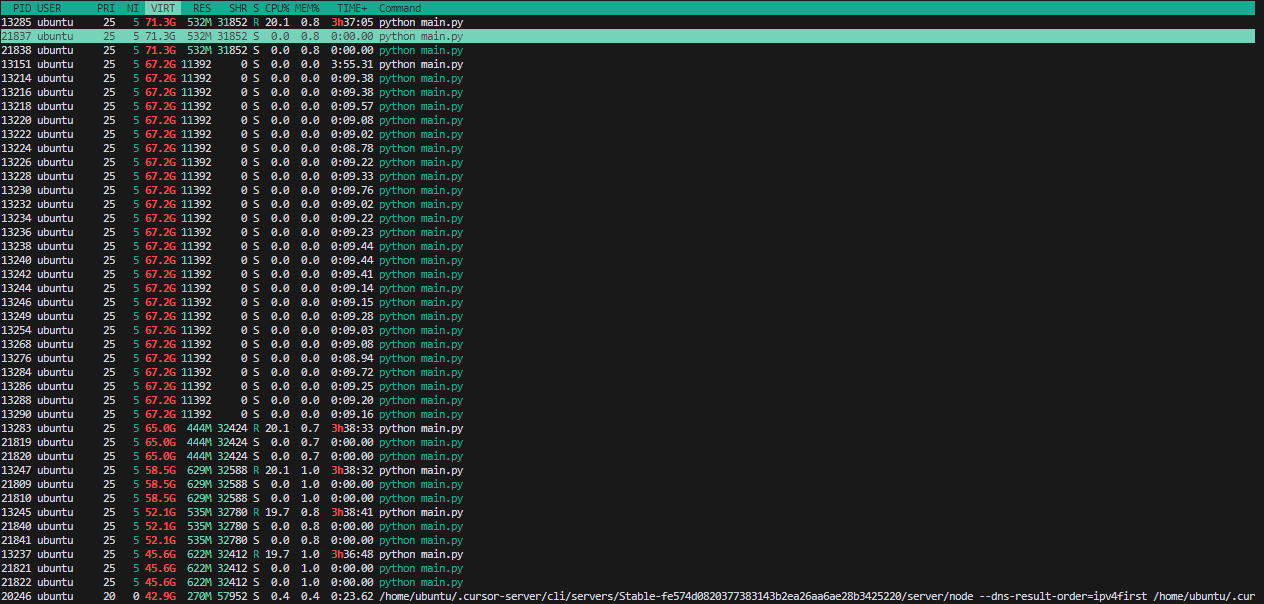 PID USER PRI NI VIRT RES SHR S CPU% MEM% TIME+ Command
13285 ubuntu 25 5 71.3G 532M 31852 R 20.1 0.8 3h37:05 python main.py
21837 ubuntu 25 5 71.3G 532M 31852 S 0.0 0.8 0:00.00 python main.py
21838 ubuntu 25 5 71.3G 532M 31852 S 0.0 0.8 0:00.00 python main.py
13151 ubuntu 25 5 67.2G 11392 0 S 0.0 0.0 3:55.31 python main.py
13214 ubuntu 25 5 67.2G 11392 0 S 0.0 0.0 0:09.38 python main.py
13216 ubuntu 25 5 67.2G 11392 0 S 0.0 0.0 0:09.38 python main.py
13218 ubuntu 25 5 67.2G 11392 0 S 0.0 0.0 0:09.57 python main.py
13220 ubuntu 25 5 67.2G 11392 0 S 0.0 0.0 0:09.08 python main.py
13222 ubuntu 25 5 67.2G 11392 0 S 0.0 0.0 0:09.02 python main.py
13224 ubuntu 25 5 67.2G 11392 0 S 0.0 0.0 0:08.78 python main.py
13226 ubuntu 25 5 67.2G 11392 0 S 0.0 0.0 0:09.22 python main.py
13228 ubuntu 25 5 67.2G 11392 0 S 0.0 0.0 0:09.33 python main.py
13230 ubuntu 25 5 67.2G 11392 0 S 0.0 0.0 0:09.76 python main.py
13232 ubuntu 25 5 67.2G 11392 0 S 0.0 0.0 0:09.02 python main.py
13234 ubuntu 25 5 67.2G 11392 0 S 0.0 0.0 0:09.22 python main.py
13236 ubuntu 25 5 67.2G 11392 0 S 0.0 0.0 0:09.23 python main.py
13238 ubuntu 25 5 67.2G 11392 0 S 0.0 0.0 0:09.44 python main.py
13240 ubuntu 25 5 67.2G 11392 0 S 0.0 0.0 0:09.44 python main.py
13242 ubuntu 25 5 67.2G 11392 0 S 0.0 0.0 0:09.41 python main.py
13244 ubuntu 25 5 67.2G 11392 0 S 0.0 0.0 0:09.14 python main.py
13246 ubuntu 25 5 67.2G 11392 0 S 0.0 0.0 0:09.15 python main.py
13249 ubuntu 25 5 67.2G 11392 0 S 0.0 0.0 0:09.28 python main.py
13254 ubuntu 25 5 67.2G 11392 0 S 0.0 0.0 0:09.03 python main.py
13268 ubuntu 25 5 67.2G 11392 0 S 0.0 0.0 0:09.08 python main.py
13276 ubuntu 25 5 67.2G 11392 0 S 0.0 0.0 0:08.94 python main.py
13284 ubuntu 25 5 67.2G 11392 0 S 0.0 0.0 0:09.72 python main.py
13286 ubuntu 25 5 67.2G 11392 0 S 0.0 0.0 0:09.25 python main.py
13288 ubuntu 25 5 67.2G 11392 0 S 0.0 0.0 0:09.20 python main.py
13290 ubuntu 25 5 67.2G 11392 0 S 0.0 0.0 0:09.16 python main.py
13283 ubuntu 25 5 65.0G 444M 32424 R 20.1 0.7 3h38:33 python main.py
21819 ubuntu 25 5 65.0G 444M 32424 S 0.0 0.7 0:00.00 python main.py
21820 ubuntu 25 5 65.0G 444M 32424 S 0.0 0.7 0:00.00 python main.py
13247 ubuntu 25 5 58.5G 629M 32588 R 20.1 1.0 3h38:32 python main.py
21809 ubuntu 25 5 58.5G 629M 32588 S 0.0 1.0 0:00.00 python main.py
21810 ubuntu 25 5 58.5G 629M 32588 S 0.0 1.0 0:00.00 python main.py
13245 ubuntu 25 5 52.1G 535M 32780 R 19.7 0.8 3h38:41 python main.py
21840 ubuntu 25 5 52.1G 535M 32780 S 0.0 0.8 0:00.00 python main.py
21841 ubuntu 25 5 52.1G 535M 32780 S 0.0 0.8 0:00.00 python main.py
13237 ubuntu 25 5 45.6G 622M 32412 R 19.7 1.0 3h36:48 python main.py
21821 ubuntu 25 5 45.6G 622M 32412 S 0.0 1.0 0:00.00 python main.py
21822 ubuntu 25 5 45.6G 622M 32412 S 0.0 1.0 0:00.00 python main.py
20246 ubuntu 20 0 42.9G 270M 57952 S 0.4 0.4 0:23.62 /home/ubuntu/.cursor-server/cli/servers/Stable-fe574d0820377383143b2ea26aa6ae28b3425220/server/node --dns-result-order=ipv4first /home/ubuntu/.cur